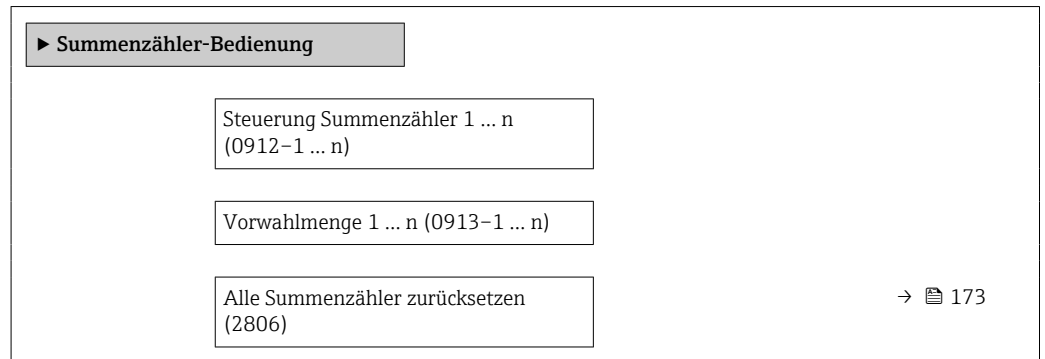 ▶ Summenzähler-Bedienung
Steuerung Summenzähler 1 … n
(0912–1 … n)
Vorwahlmenge 1 … n (0913–1 … n)
Alle Summenzähler zurücksetzen
(2806)
→ 173